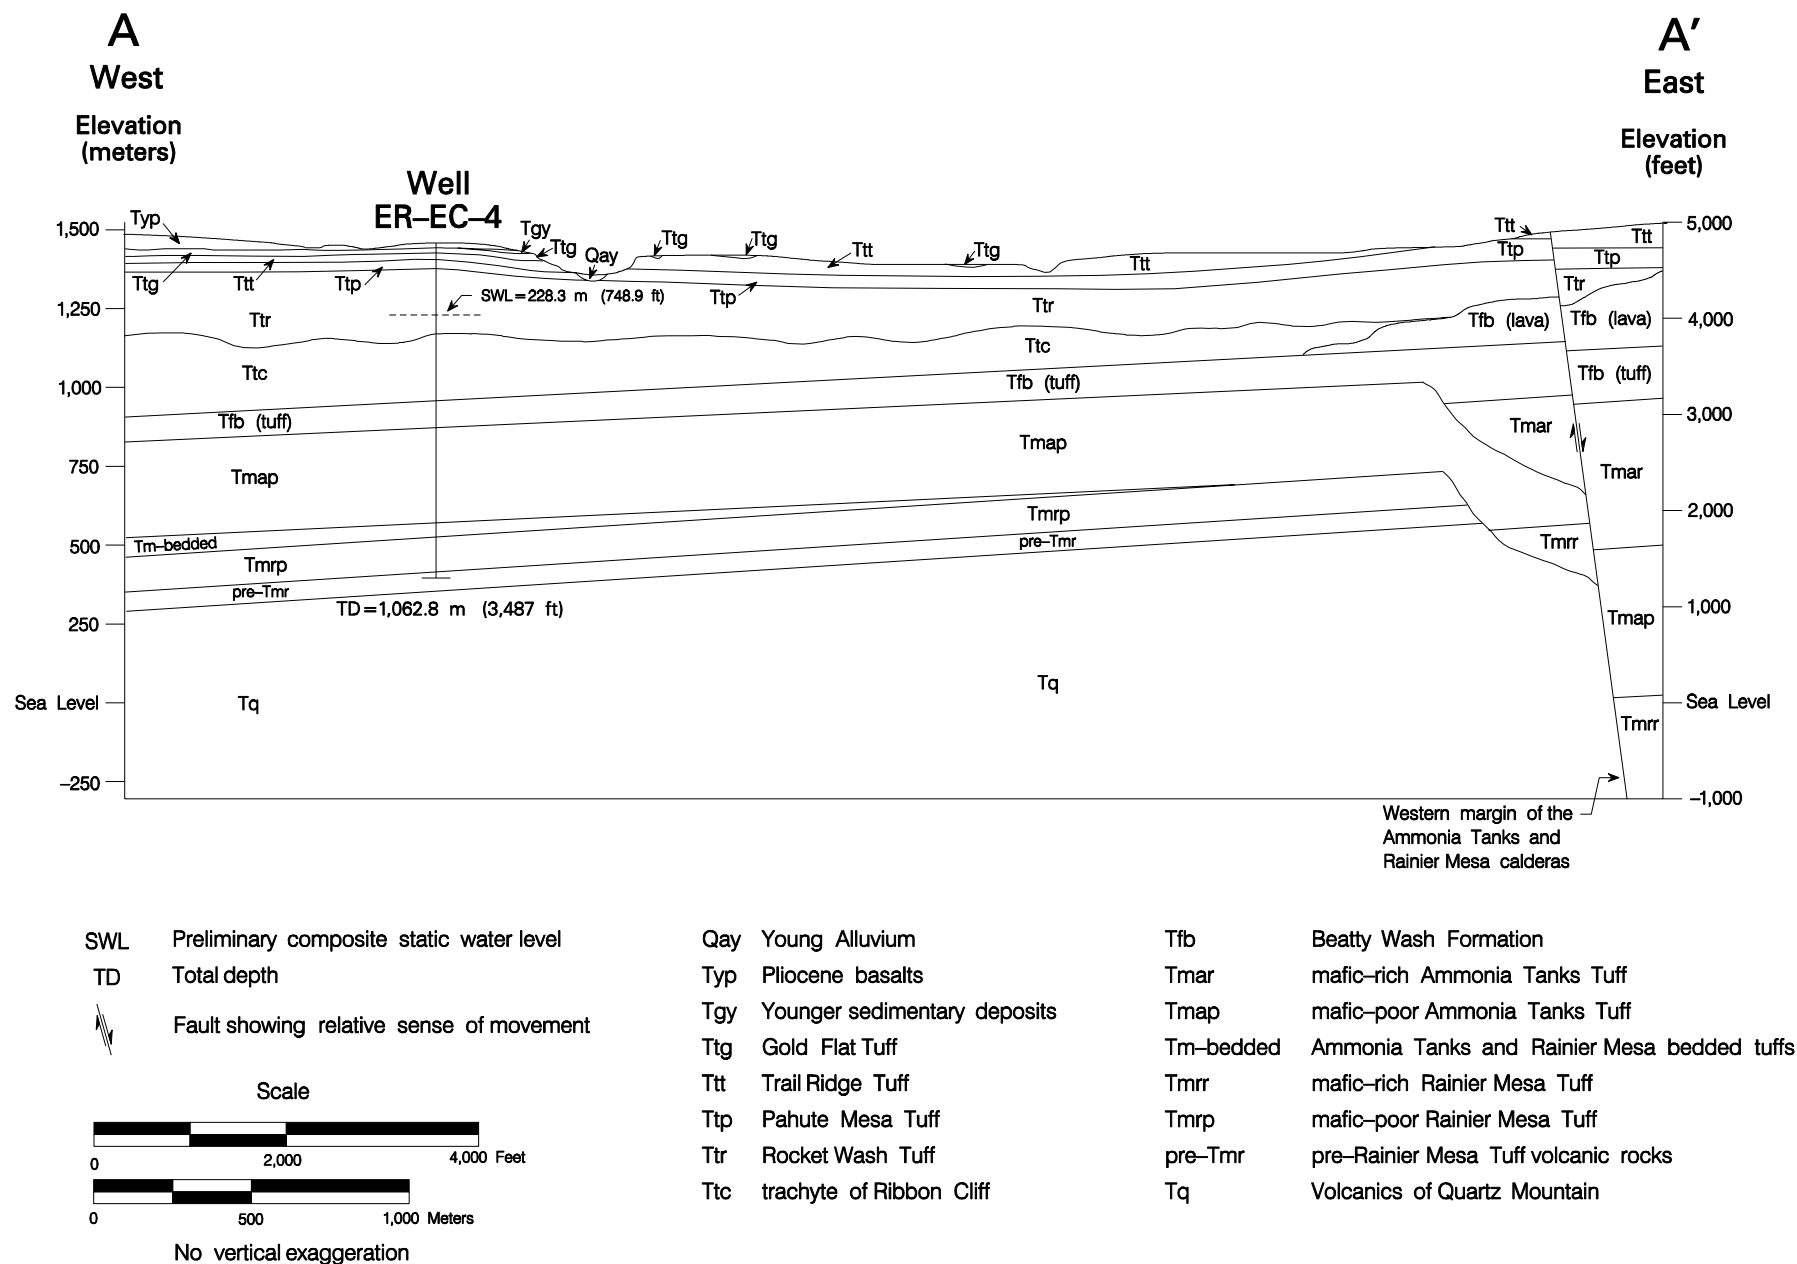 A
West
Elevation
(meters)
A′
East
Elevation
(feet)
Well
ER–EC–4
1,500
1,250
1,000
750
500
250
Sea Level
–250
5,000
4,000
3,000
2,000
1,000
Sea Level
–1,000
Typ
Tgy
Ttg
Qay
Ttg
Ttg
Ttt
Ttg
Ttt
Ttt
Ttp
Ttt
Ttp
Ttg
Ttt
Ttp
SWL=228.3 m (748.9 ft)
Ttp
Ttr
Ttr
Ttr
Tfb (lava)
Tfb (lava)
Ttc
Ttc
Tfb (tuff)
Tfb (tuff)
Tfb (tuff)
Tmar
Tmar
Tmap
Tmap
Tm–bedded
Tmrp
Tmrp
pre–Tmr
pre–Tmr
Tmrr
TD=1,062.8 m (3,487 ft)
Tmap
Tq
Tq
Tmrr
Western margin of the
Ammonia Tanks and
Rainier Mesa calderas
SWL Preliminary composite static water level
TD Total depth
Fault showing relative sense of movement
Scale
0 2,000 4,000 Feet
0 500 1,000 Meters
No vertical exaggeration
Qay Young Alluvium
Typ Pliocene basalts
Tgy Younger sedimentary deposits
Ttg Gold Flat Tuff
Ttt Trail Ridge Tuff
Ttp Pahute Mesa Tuff
Ttr Rocket Wash Tuff
Ttc trachyte of Ribbon Cliff
Tfb Beatty Wash Formation
Tmar mafic–rich Ammonia Tanks Tuff
Tmap mafic–poor Ammonia Tanks Tuff
Tm–bedded Ammonia Tanks and Rainier Mesa bedded tuffs
Tmrr mafic–rich Rainier Mesa Tuff
Tmrp mafic–poor Rainier Mesa Tuff
pre–Tmr pre–Rainier Mesa Tuff volcanic rocks
Tq Volcanics of Quartz Mountain